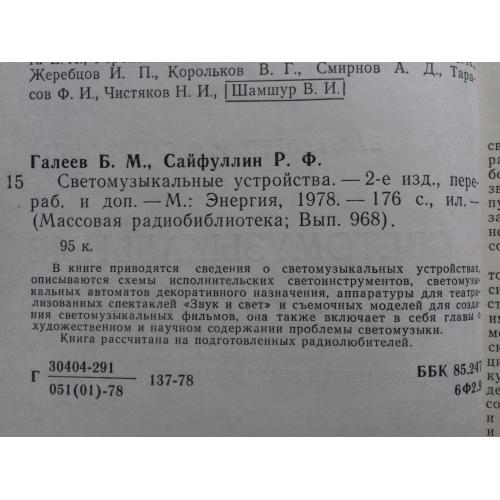 Жеребцов И. П., Корольков В. Г., Смирнов А. Д., Тара-
сов Ф. И., Чистяков Н. И., Шамшур В. И.
Галеев Б. М., Сайфуллин Р. Ф.
15 Светомузыкальные устройства. — 2-е изд., пере-
раб. и доп. — М.: Энергия, 1978. — 176 с., ил. —
(Массовая радиобиблиотека; Вып. 968).
95 к.
В книге приводятся сведения о светомузыкальных устройствах,
описываются схемы исполнительских светоинструментов, светомузы-
кальных автоматов декоративного назначения, аппаратуры для театра-
лизованных спектаклей «Звук и свет» и съемочных моделей для созда-
ния светомузыкальных фильмов, она также включает в себя главы о
художественном и научном содержании проблемы светомузыки.
Книга рассчитана на подготовленных радиолюбителей.
Г 30404-291
051(01)-78 137-78
ББК 85.247
6Ф2.9